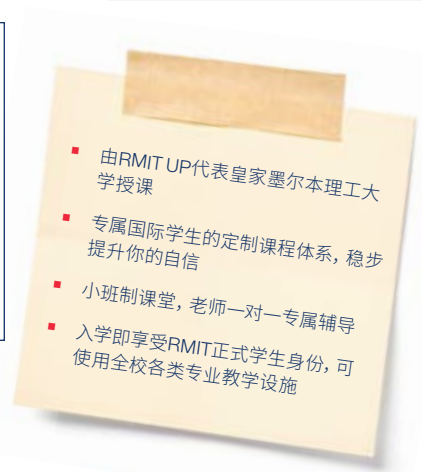 由RMIT UP代表皇家墨尔本理工大
学授课
专属国际学生的定制课程体系，稳步
提升你的自信
小班制课堂，老师一对一专属辅导
入学即享受RMIT正式学生身份，可
使用全校各类专业教学设施